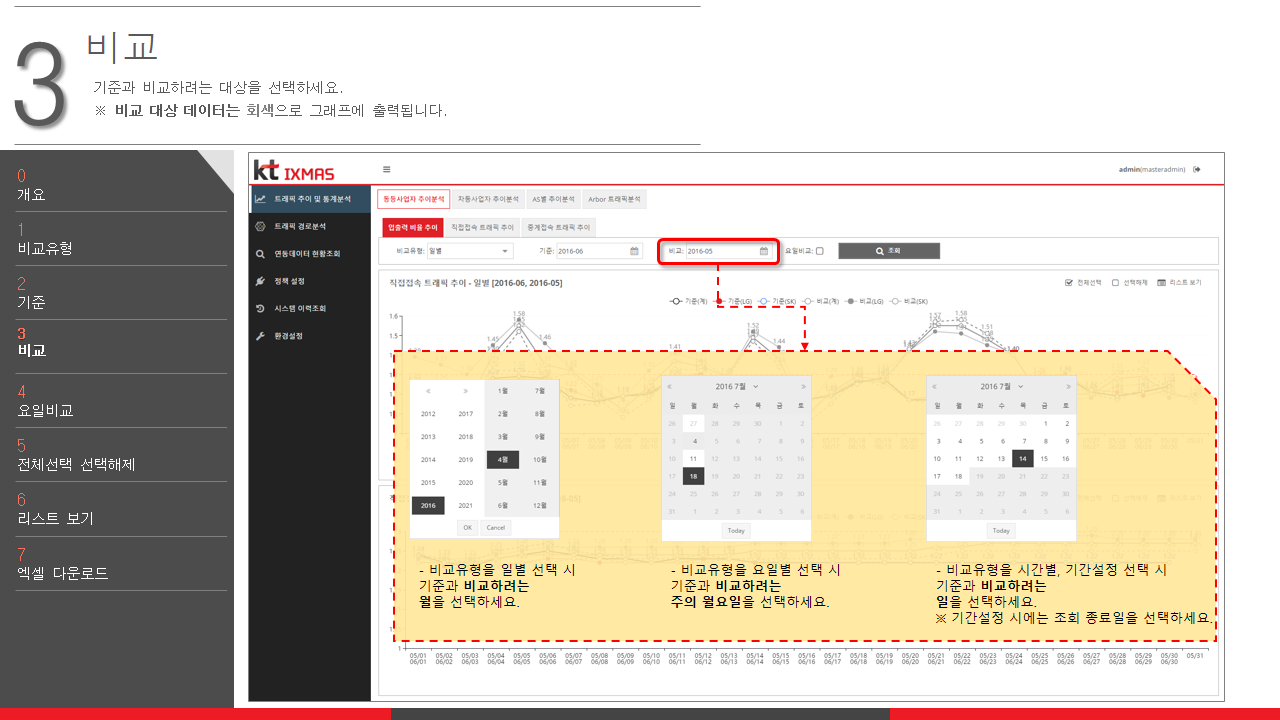 3
비교
기준과 비교하려는 대상을 선택하세요.
※ 비교 대상 데이터는 회색으로 그래프에 출력됩니다.
0
개요
1
비교유형
2
기준
3
비교
4
요일비교
5
전체선택 선택해제
6
리스트 보기
7
엑셀 다운로드
kt IXMAS
admin(masteradmin)
트래픽 추이 및 통계분석
트래픽 경로분석
연동데이터 현황조회
정책 설정
시스템 이력조회
환경설정
동등사업자 추이분석 차등사업자 추이분석 AS별 추이분석 Arbor 트래픽분석
입출력 비율 추이 직접접속 트래픽 추이 중계접속 트래픽 추이
비교유형: 일별 기준: 2016-06 비교: 2016-05 요일비교: 조회
직접접속 트래픽 추이 - 일별 [2016-06, 2016-05]
전체선택 선택해제 리스트 보기
기준(계) 기준(LG) 기준(SK) 비교(계) 비교(LG) 비교(SK)
1.6
1.5
« » 1월 7월
2012 2017 2월 8월
2013 2018 3월 9월
2014 2019 4월 10월
2015 2020 5월 11월
2016 2021 6월 12월
OK Cancel
« 2016 7월 »
일 월 화 수 목 금 토
26 27 28 29 30 1 2
3 4 5 6 7 8 9
10 11 12 13 14 15 16
17 18 19 20 21 22 23
24 25 26 27 28 29 30
31 1 2 3 4 5 6
Today
« 2016 7월 »
일 월 화 수 목 금 토
26 27 28 29 30 1 2
3 4 5 6 7 8 9
10 11 12 13 14 15 16
17 18 19 20 21 22 23
24 25 26 27 28 29 30
31 1 2 3 4 5 6
Today
- 비교유형을 일별 선택 시
기준과 비교하려는
월을 선택하세요.
- 비교유형을 요일별 선택 시
기준과 비교하려는
주의 월요일을 선택하세요.
- 비교유형을 시간별, 기간설정 선택 시
기준과 비교하려는
일을 선택하세요.
※ 기간설정 시에는 조회 종료일을 선택하세요.
1
05/01 05/02 05/03 05/04 05/05 05/06 05/07 05/08 05/09 05/10 05/11 05/12 05/13 05/14 05/15 05/16 05/17 05/18 05/19 05/20 05/21 05/22 05/23 05/24 05/25 05/26 05/27 05/28 05/29 05/30 05/31
06/01 06/02 06/03 06/04 06/05 06/06 06/07 06/08 06/09 06/10 06/11 06/12 06/13 06/14 06/15 06/16 06/17 06/18 06/19 06/20 06/21 06/22 06/23 06/24 06/25 06/26 06/27 06/28 06/29 06/30